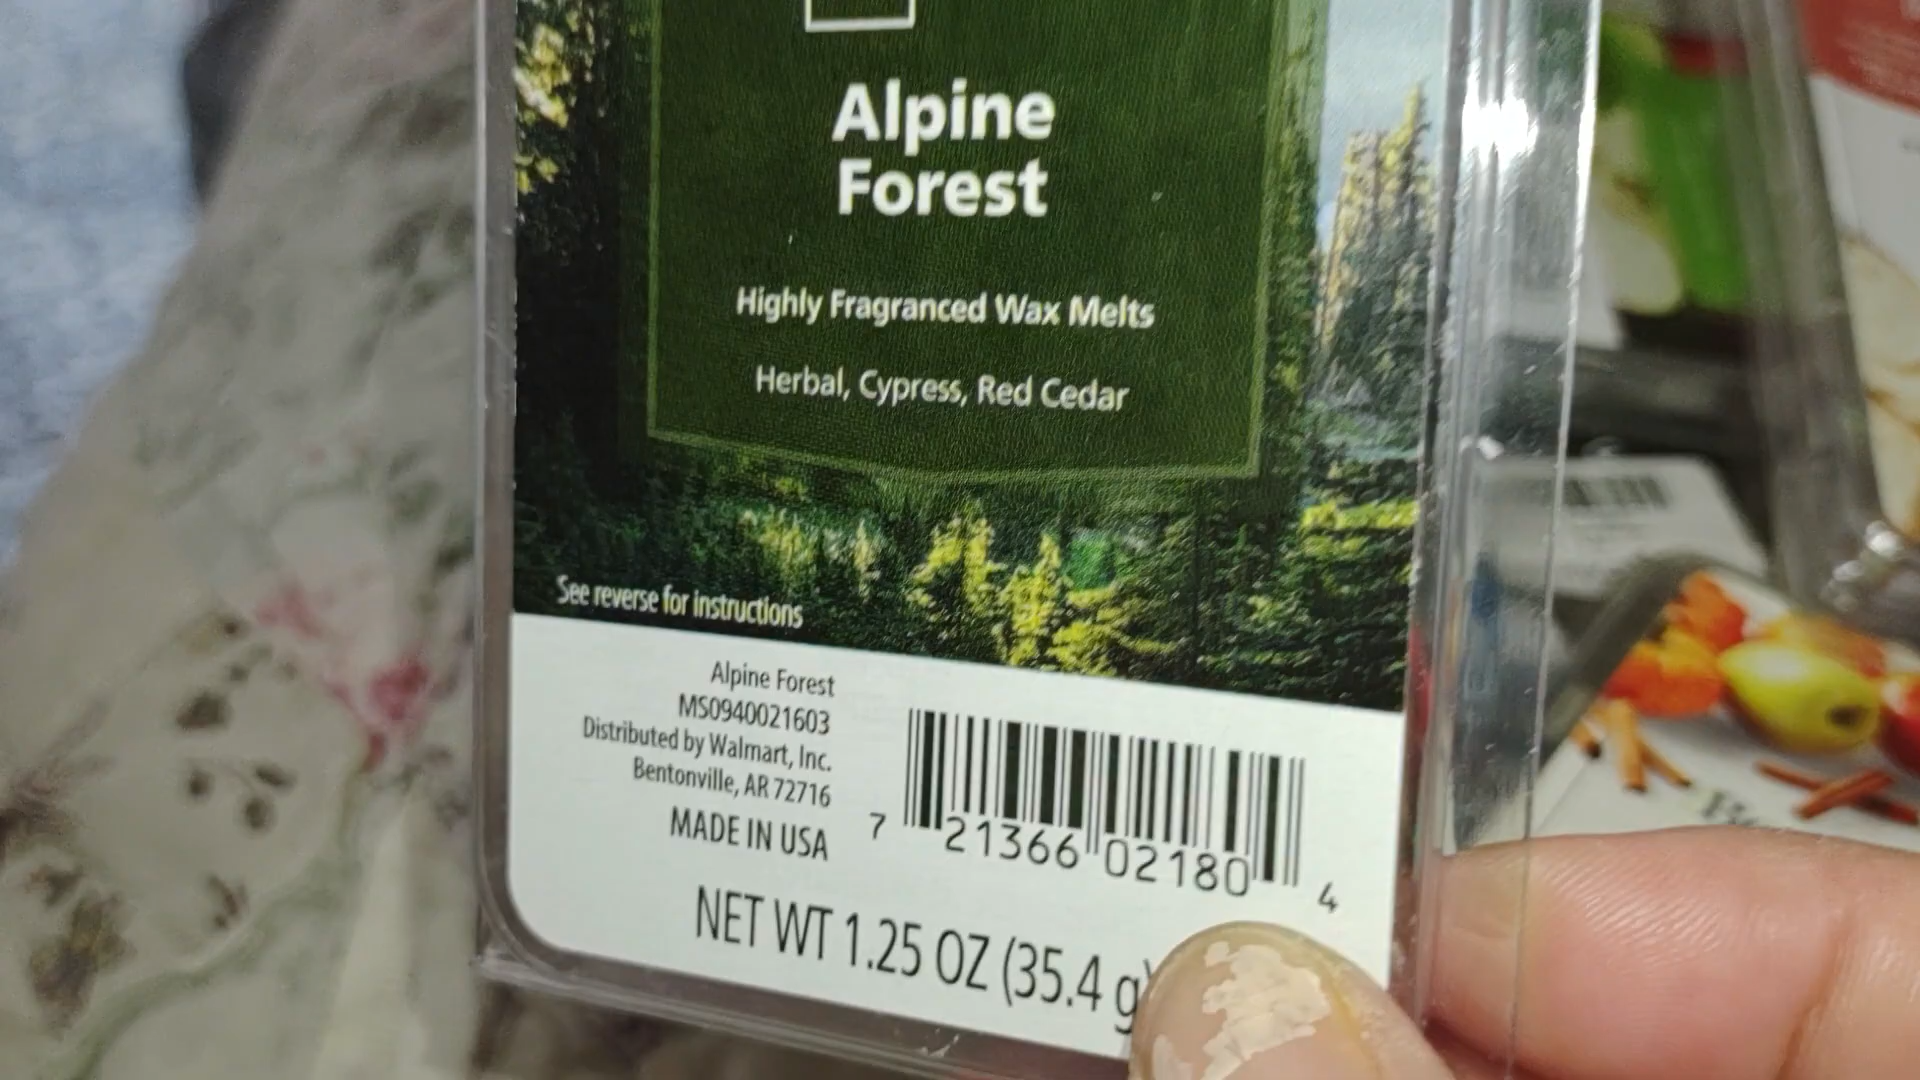 Alpine
Forest
Highly Fragranced Wax Melts
Herbal, Cypress, Red Cedar
See reverse for instructions
Alpine Forest
MS0940021603
Distributed by Walmart, Inc.
Bentonville, AR 72716
MADE IN USA
7 21366 02180 4
NET WT 1.25 OZ (35.4 g)